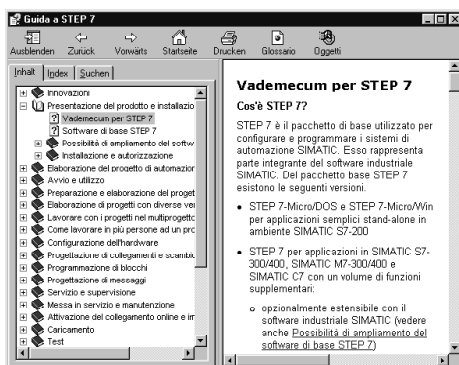 Guida a STEP 7
Ausblenden Zurück Vorwärts Startseite Drucken Glossario Oggetti
Inhalt Index Suchen
Innovazioni
Presentazione del prodotto e installazio
Vademecum per STEP 7
Software di base STEP 7
Possibilità di ampliamento del softw
Installazione e autorizzazione
Elaborazione del progetto di automazior
Avvio e utilizzo
Preparazione e elaborazione del proget
Elaborazione di progetti con diverse ver
Lavorare con i progetti nel multiprogetto
Come lavorare in più persone ad un pro
Configurazione dell'hardware
Progettazione di collegamenti e scambio
Programmazione di blocchi
Progettazione di messaggi
Servizio e supervisione
Messa in servizio e manutenzione
Attivazione del collegamento online e im
Caricamento
Test
Vademecum per STEP 7
Cos'è STEP 7?
STEP 7 è il pacchetto di base utilizzato per
configurare e programmare i sistemi di
automazione SIMATIC. Esso rappresenta
parte integrante del software industriale
SIMATIC. Del pacchetto base STEP 7
esistono le seguenti versioni.
• STEP 7-Micro/DOS e STEP 7-Micro/Win
per applicazioni semplici stand-alone in
ambiente SIMATIC S7-200
• STEP 7 per applicazioni in SIMATIC S7-
300/400, SIMATIC M7-300/400 e
SIMATIC C7 con un volume di funzioni
supplementari:
o opzionalmente estensibile con il
software industriale SIMATIC (vedere
anche Possibilità di ampliamento del
software di base STEP 7)